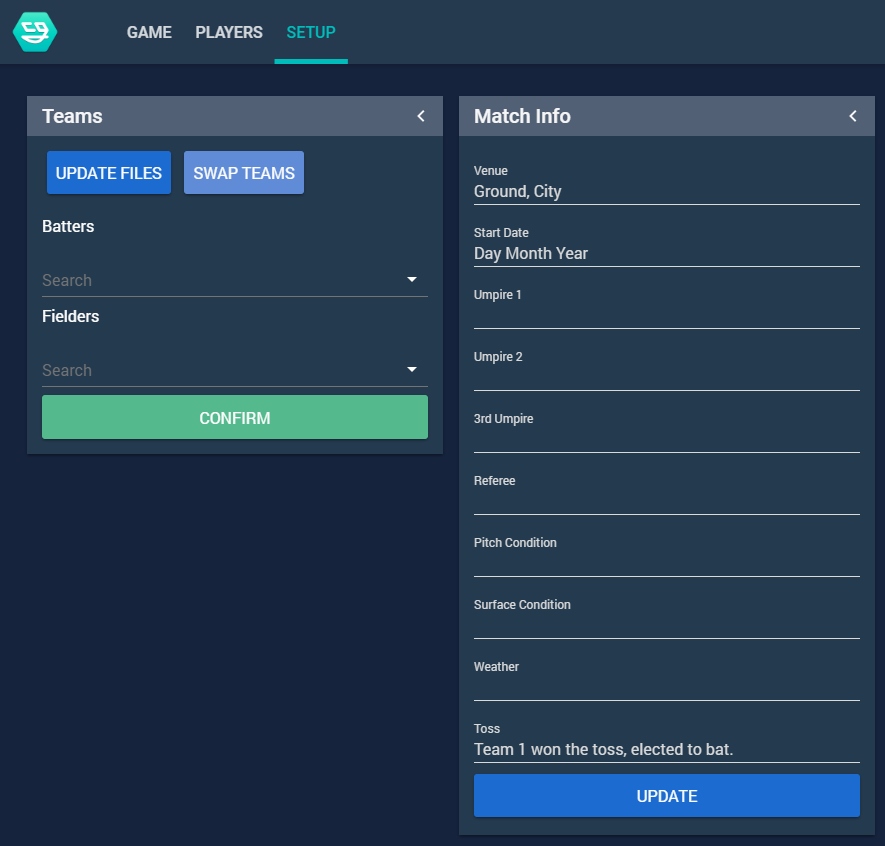 GAME PLAYERS SETUP
Teams
UPDATE FILES SWAP TEAMS
Batters
Search
Fielders
Search
CONFIRM
Match Info
Venue
Ground, City
Start Date
Day Month Year
Umpire 1
Umpire 2
3rd Umpire
Referee
Pitch Condition
Surface Condition
Weather
Toss
Team 1 won the toss, elected to bat.
UPDATE